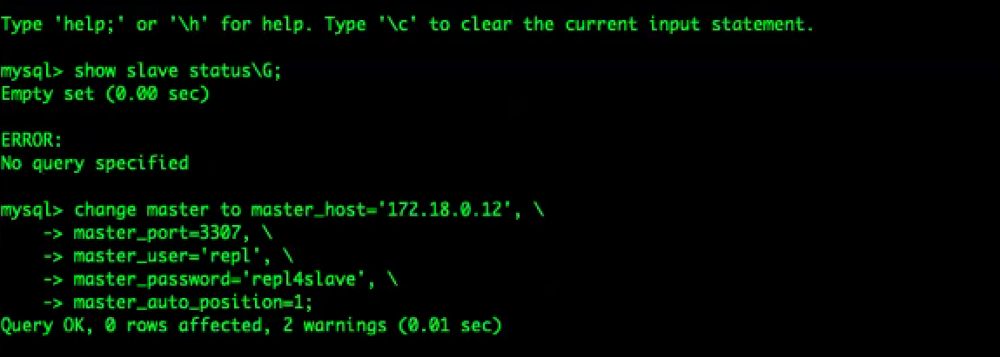 Type 'help;' or '\h' for help. Type '\c' to clear the current input statement.
mysql> show slave status\G;
Empty set (0.00 sec)
ERROR:
No query specified
mysql> change master to master_host='172.18.0.12', \
    -> master_port=3307, \
    -> master_user='repl', \
    -> master_password='repl4slave', \
    -> master_auto_position=1;
Query OK, 0 rows affected, 2 warnings (0.01 sec)